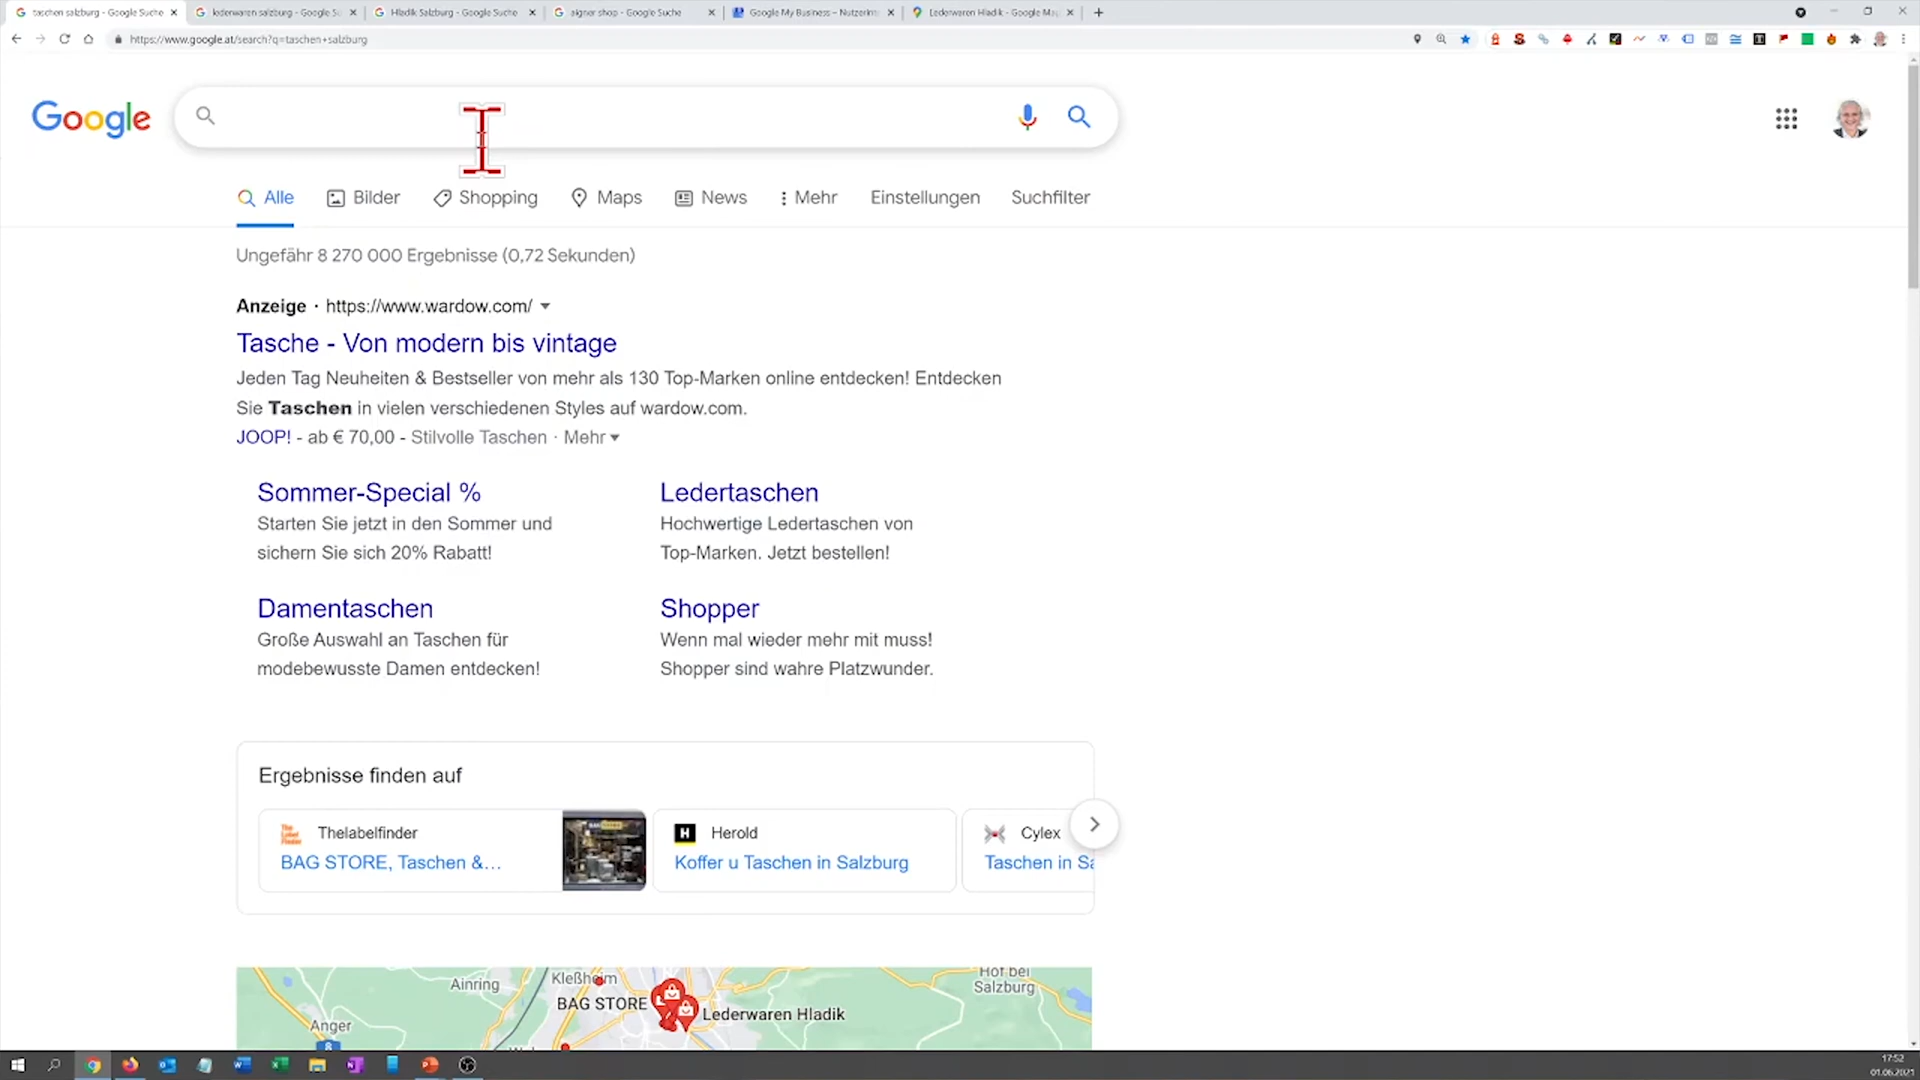 taschen salzburg - Google Suche
lederwaren salzburg - Google Su
Hladik Salzburg - Google Suche
aigner shop - Google Suche
Google My Business – Nutzerint
Lederwaren Hladik - Google Ma
https://www.google.at/search?q=taschen+salzburg
Google
Alle Bilder Shopping Maps News Mehr Einstellungen Suchfilter
Ungefähr 8 270 000 Ergebnisse (0,72 Sekunden)
Anzeige · https://www.wardow.com/
Tasche - Von modern bis vintage
Jeden Tag Neuheiten & Bestseller von mehr als 130 Top-Marken online entdecken! Entdecken
Sie Taschen in vielen verschiedenen Styles auf wardow.com.
JOOP! - ab € 70,00 - Stilvolle Taschen · Mehr
Sommer-Special %
Starten Sie jetzt in den Sommer und
sichern Sie sich 20% Rabatt!
Ledertaschen
Hochwertige Ledertaschen von
Top-Marken. Jetzt bestellen!
Damentaschen
Große Auswahl an Taschen für
modebewusste Damen entdecken!
Shopper
Wenn mal wieder mehr mit muss!
Shopper sind wahre Platzwunder.
Ergebnisse finden auf
The Label Finder
Thelabelfinder
BAG STORE, Taschen &...
H Herold
Koffer u Taschen in Salzburg
Cylex
Taschen in Sa
Kleßheim
Ainring
BAG STORE
Lederwaren Hladik
Hof bei
Salzburg
Anger
8
17:52
01.06.2021